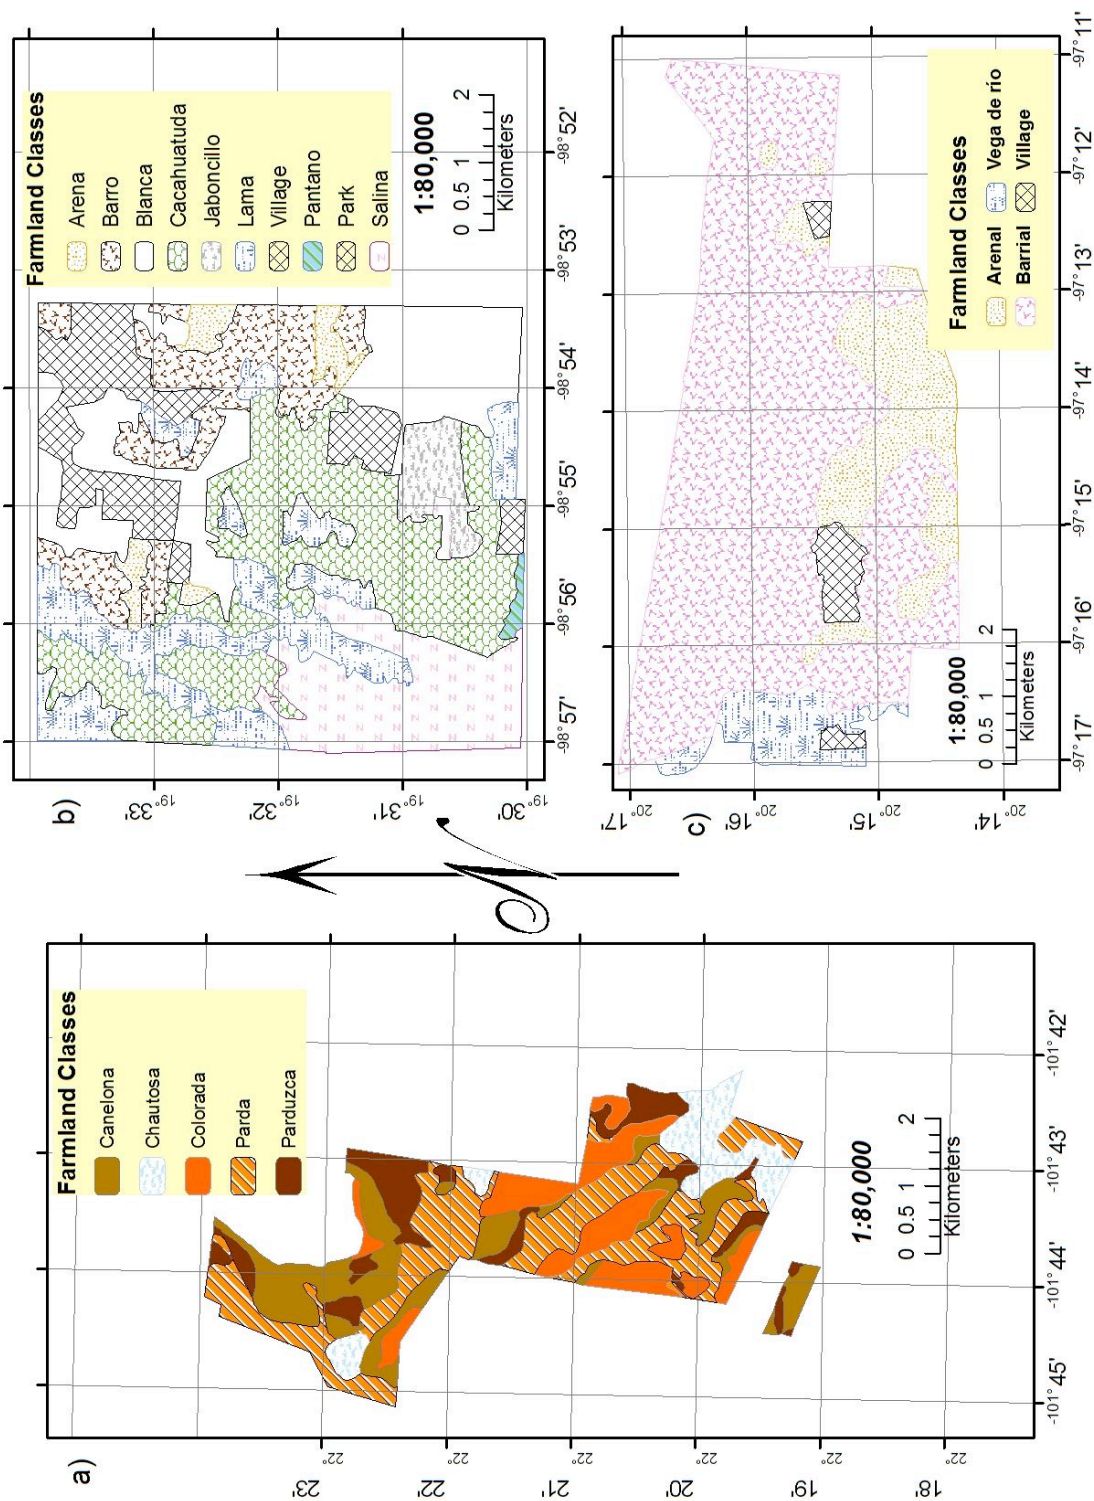 a)
Farmland Classes
Canelona
Chautosa
Colorada
Parda
Parduzca
1:80,000
0 0.5 1 2
Kilometers
22° 23'
22° 22'
22° 21'
22° 20'
22° 19'
22° 18'
-101°45'
-101°44'
-101°43'
-101°42'
b)
Farmland Classes
Arena
Barro
Blanca
Cacahuatuda
Jaboncillo
Lama
Village
Pantano
Park
Salina
1:80,000
0 0.5 1 2
Kilometers
19° 33'
19° 32'
19° 31'
19° 30'
-98°57'
-98°56'
-98°55'
-98°54'
-98°53'
-98°52'
c)
Farmland Classes
Arenal Vega de rio
Barrial Village
1:80,000
0 0.5 1 2
Kilometers
20° 17'
20° 16'
20° 15'
20° 14'
-97°17'
-97°16'
-97°15'
-97°14'
-97°13'
-97°12'
-97°11'